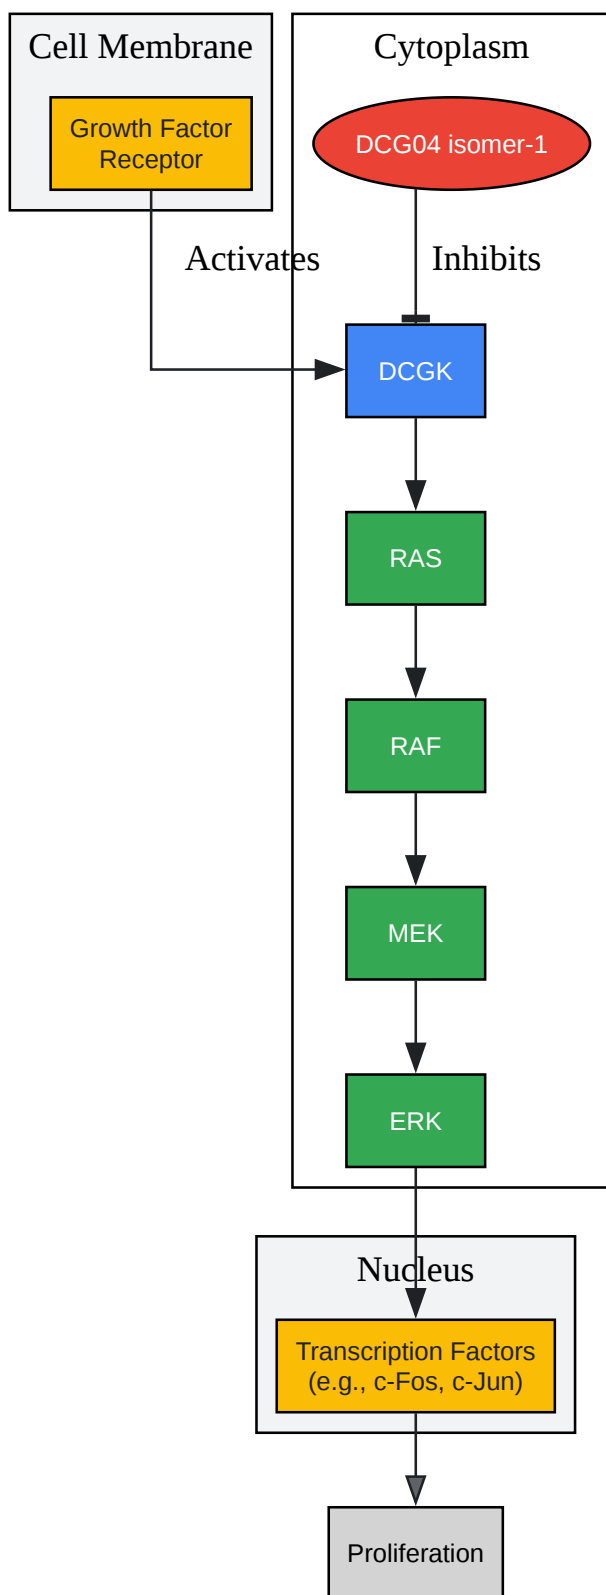 Cell Membrane
Cytoplasm
Growth Factor
Receptor
DCG04 isomer-1
Activates
Inhibits
DCGK
RAS
RAF
MEK
ERK
Nucleus
Transcription Factors
(e.g., c-Fos, c-Jun)
Proliferation